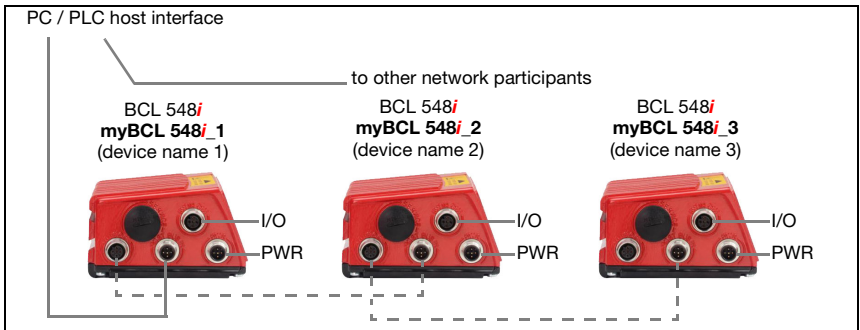 PC / PLC host interface
to other network participants
BCL 548i
myBCL 548i_1
(device name 1)
BCL 548i
myBCL 548i_2
(device name 2)
BCL 548i
myBCL 548i_3
(device name 3)
I/O
PWR
I/O
PWR
I/O
PWR